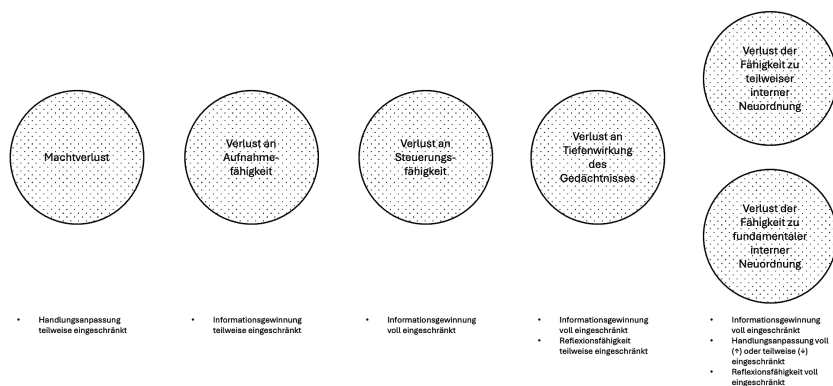 Machtverlust
Verlust an
Aufnahme-
fähigkeit
Verlust an
Steuerungs-
fähigkeit
Verlust an
Tiefenwirkung
des
Gedächtnisses
Verlust der
Fähigkeit zu
teilweiser
interner
Neuordnung
Verlust der
Fähigkeit zu
fundamentaler
interner
Neuordnung
• Handlungsanpassung
teilweise eingeschränkt
• Informationsgewinnung
teilweise eingeschränkt
• Informationsgewinnung
voll eingeschränkt
• Informationsgewinnung
voll eingeschränkt
• Reflexionsfähigkeit
teilweise eingeschränkt
• Informationsgewinnung
voll eingeschränkt
• Handlungsanpassung voll
(↑) oder teilweise (↓)
eingeschränkt
• Reflexionsfähigkeit voll
eingeschränkt